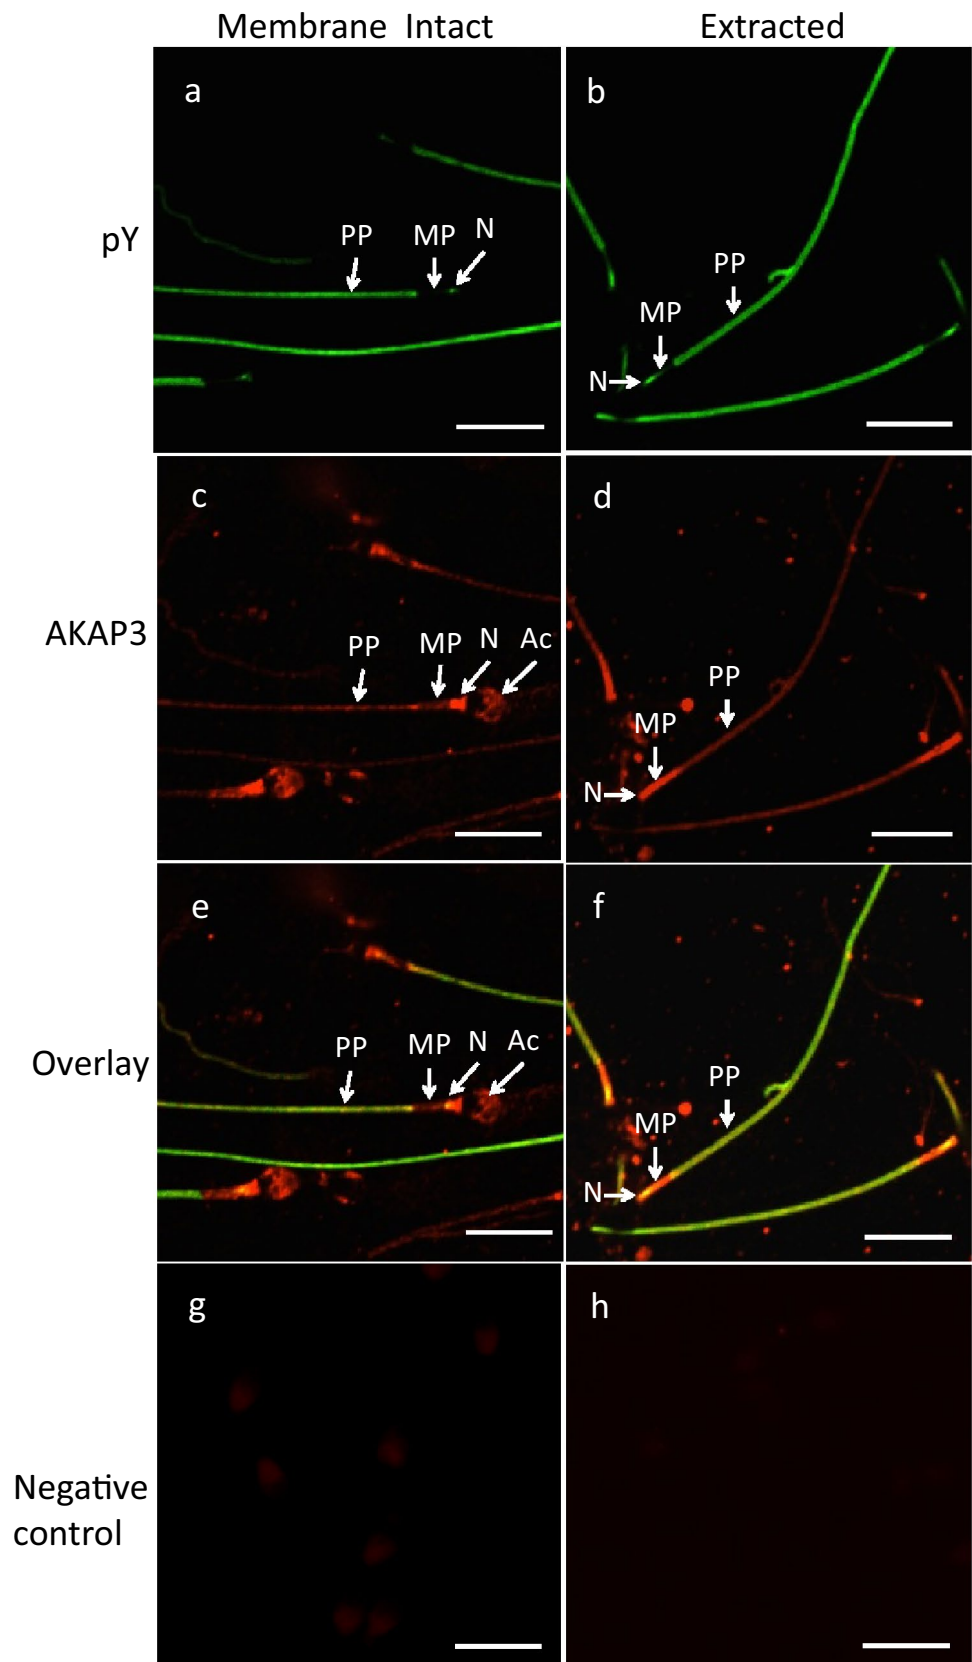 Membrane Intact
Extracted
pY
a
PP
MP
N
b
PP
MP
N
AKAP3
c
PP
MP
N
Ac
d
PP
MP
N
Overlay
e
PP
MP
N
Ac
f
PP
MP
N
Negative
control
g
h